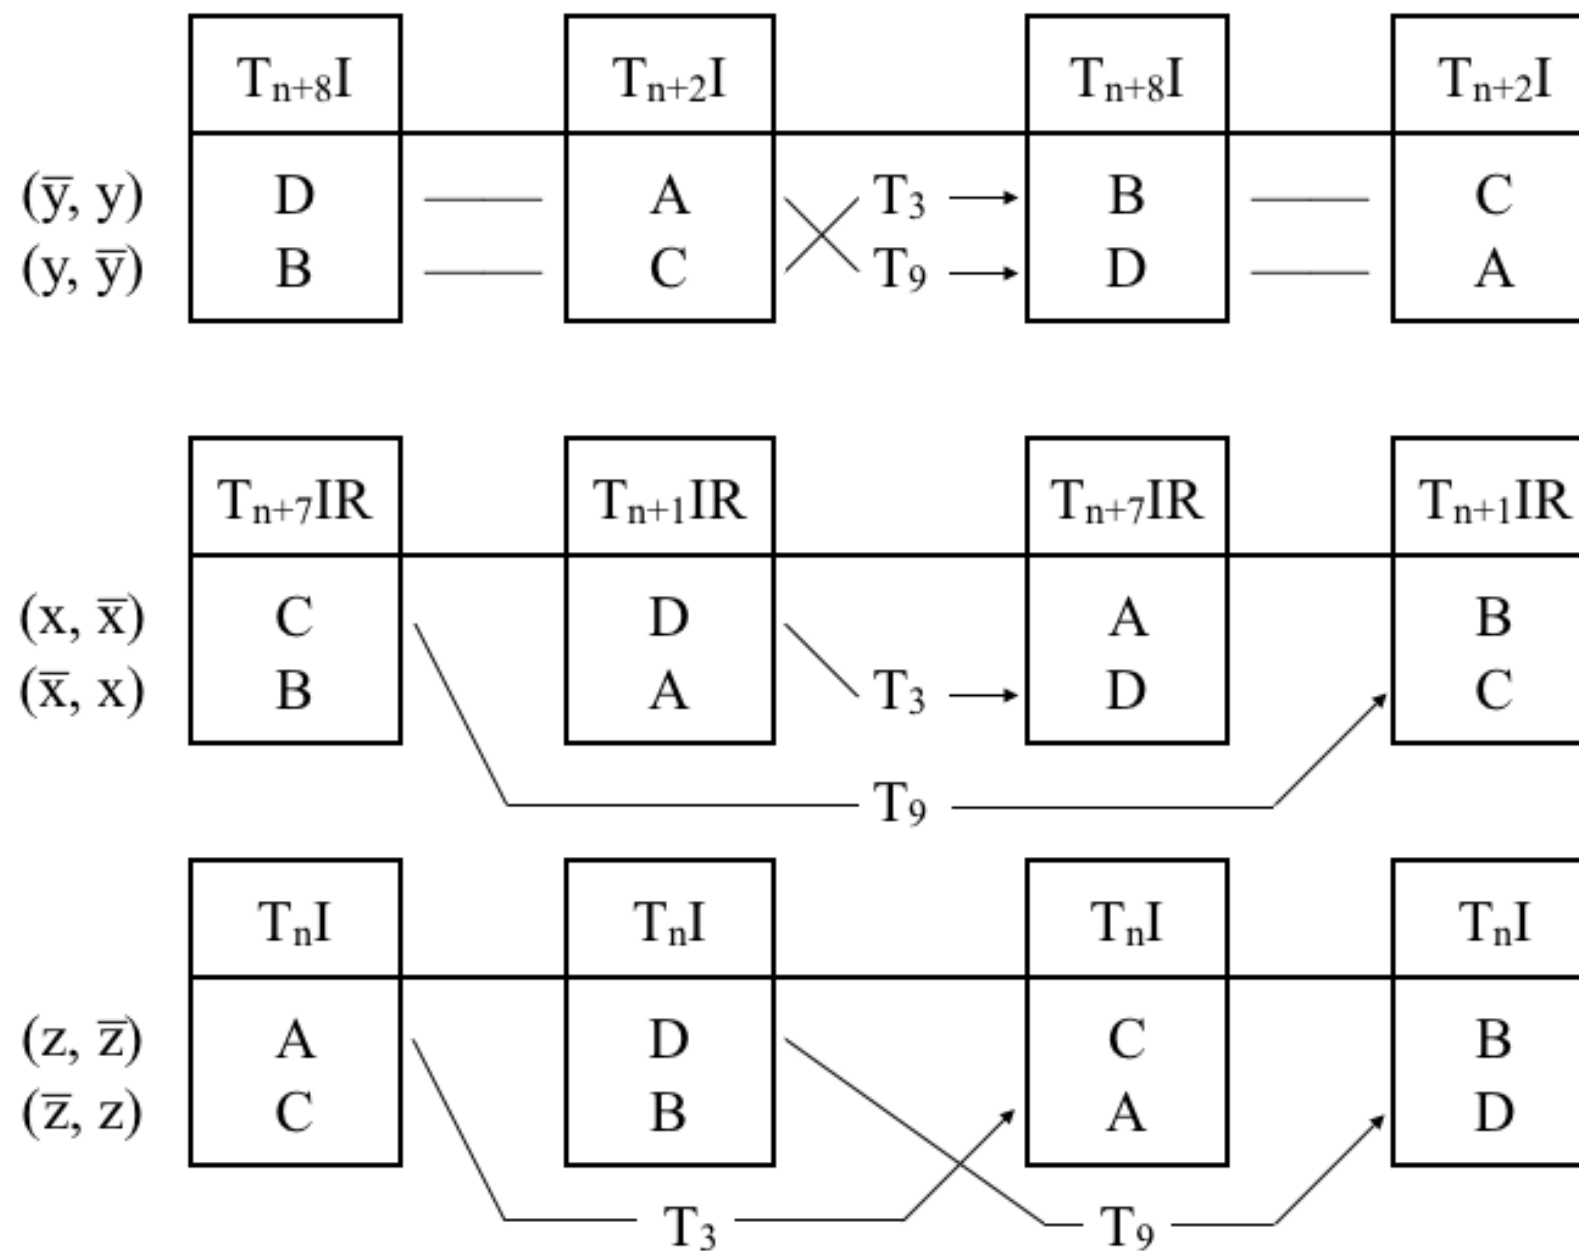 Tₙ₊₈I Tₙ₊₂I Tₙ₊₈I Tₙ₊₂I
(y̅, y) D A T₃ B C
(y, y̅) B C T₉ D A
Tₙ₊₇IR Tₙ₊₁IR Tₙ₊₇IR Tₙ₊₁IR
(x, x̅) C D A B
(x̅, x) B A T₃ D C
T₉
TₙI TₙI TₙI TₙI
(z, z̅) A D C B
(z̅, z) C B A D
T₃ T₉